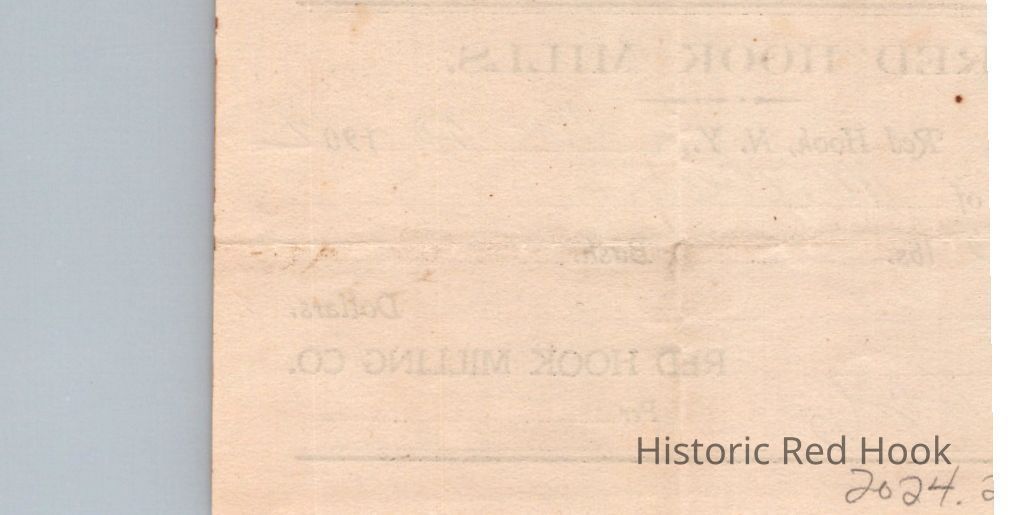 RED HOOK MILLS.
Red Hook, N. Y., 190
of
lbs. Bush.
Dollars.
RED HOOK MILLING CO.
Per
Historic Red Hook
2024.